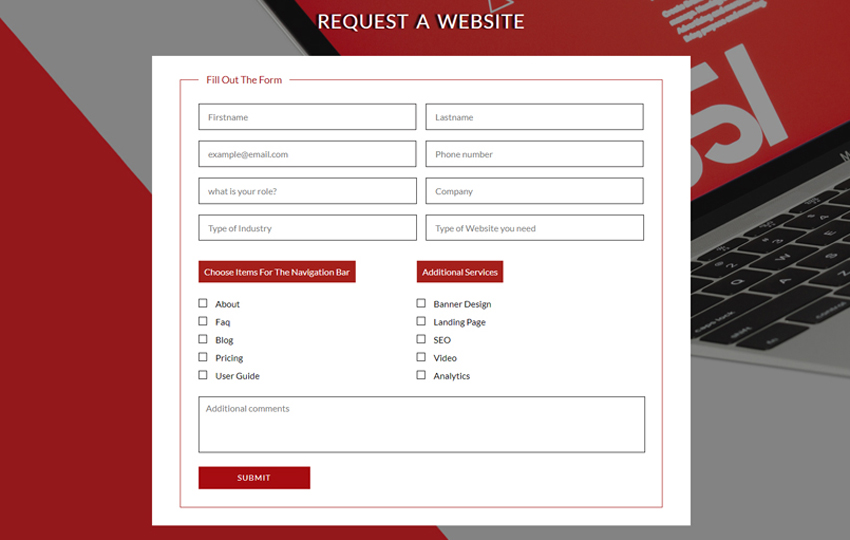 REQUEST A WEBSITE
Fill Out The Form
Firstname
Lastname
example@email.com
Phone number
what is your role?
Company
Type of Industry
Type of Website you need
Choose Items For The Navigation Bar
Additional Services
About
Banner Design
Faq
Landing Page
Blog
SEO
Pricing
Video
User Guide
Analytics
Additional comments
SUBMIT